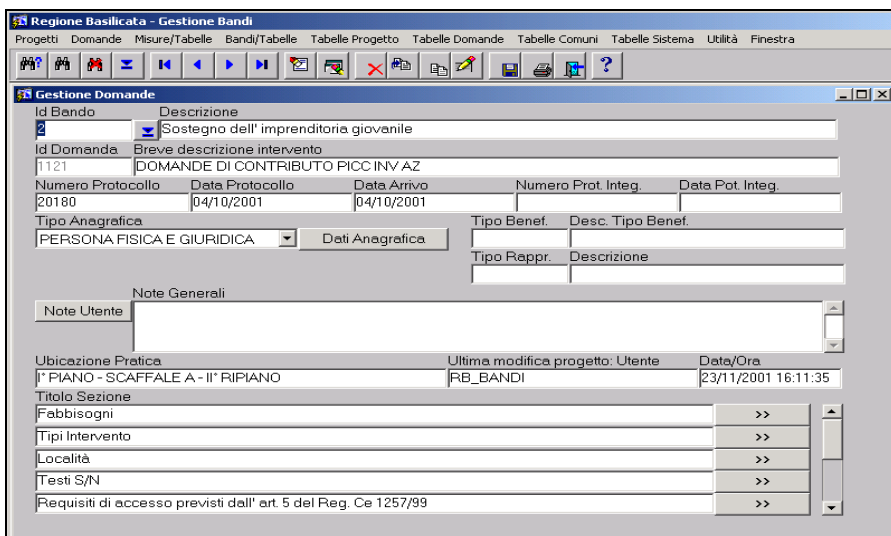 Regione Basilicata - Gestione Bandi
Progetti Domande Misure/Tabelle Bandi/Tabelle Tabelle Progetto Tabelle Domande Tabelle Comuni Tabelle Sistema Utilità Finestra
Gestione Domande
Id Bando Descrizione
2 Sostegno dell' imprenditoria giovanile
Id Domanda Breve descrizione intervento
1121 DOMANDE DI CONTRIBUTO PICC INV AZ
Numero Protocollo Data Protocollo Data Arrivo Numero Prot. Integ. Data Pot. Integ.
20180 04/10/2001 04/10/2001
Tipo Anagrafica Tipo Benef. Desc. Tipo Benef.
PERSONA FISICA E GIURIDICA Dati Anagrafica
Tipo Rappr. Descrizione
Note Generali
Note Utente
Ubicazione Pratica Ultima modifica progetto: Utente Data/Ora
I° PIANO - SCAFFALE A - II° RIPIANO RB_BANDI 23/11/2001 16:11:35
Titolo Sezione
Fabbisogni >>
Tipi Intervento >>
Località >>
Testi S/N >>
Requisiti di accesso previsti dall' art. 5 del Reg. Ce 1257/99 >>